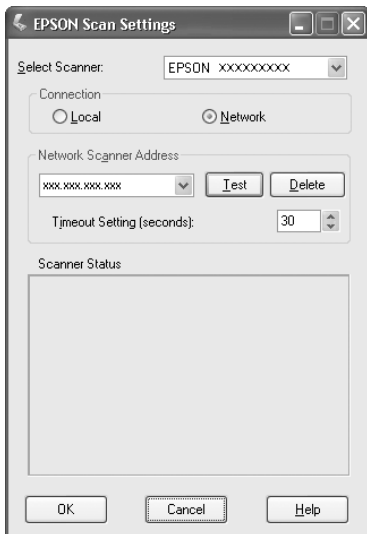 EPSON Scan Settings
Select Scanner: EPSON XXXXXXXXX
Connection
Local Network
Network Scanner Address
xxx.xxx.xxx.xxx Test Delete
Timeout Setting (seconds): 30
Scanner Status
OK Cancel Help